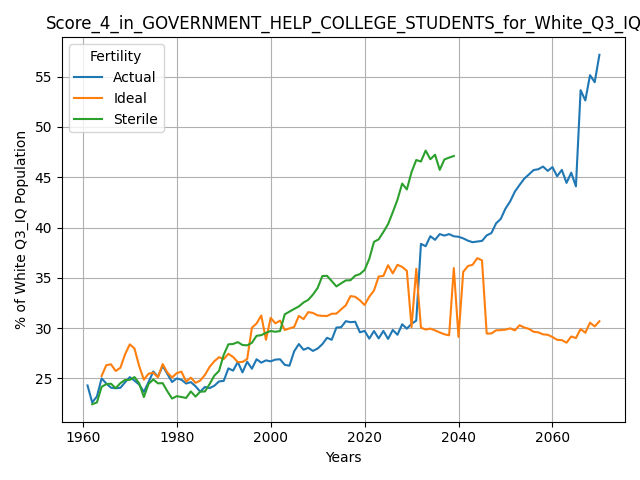 Score_4_in_GOVERNMENT_HELP_COLLEGE_STUDENTS_for_White_Q3_IQ
Fertility
Actual
Ideal
Sterile
% of White Q3_IQ Population
55
50
45
40
35
30
25
1960
1980
2000
2020
2040
2060
Years